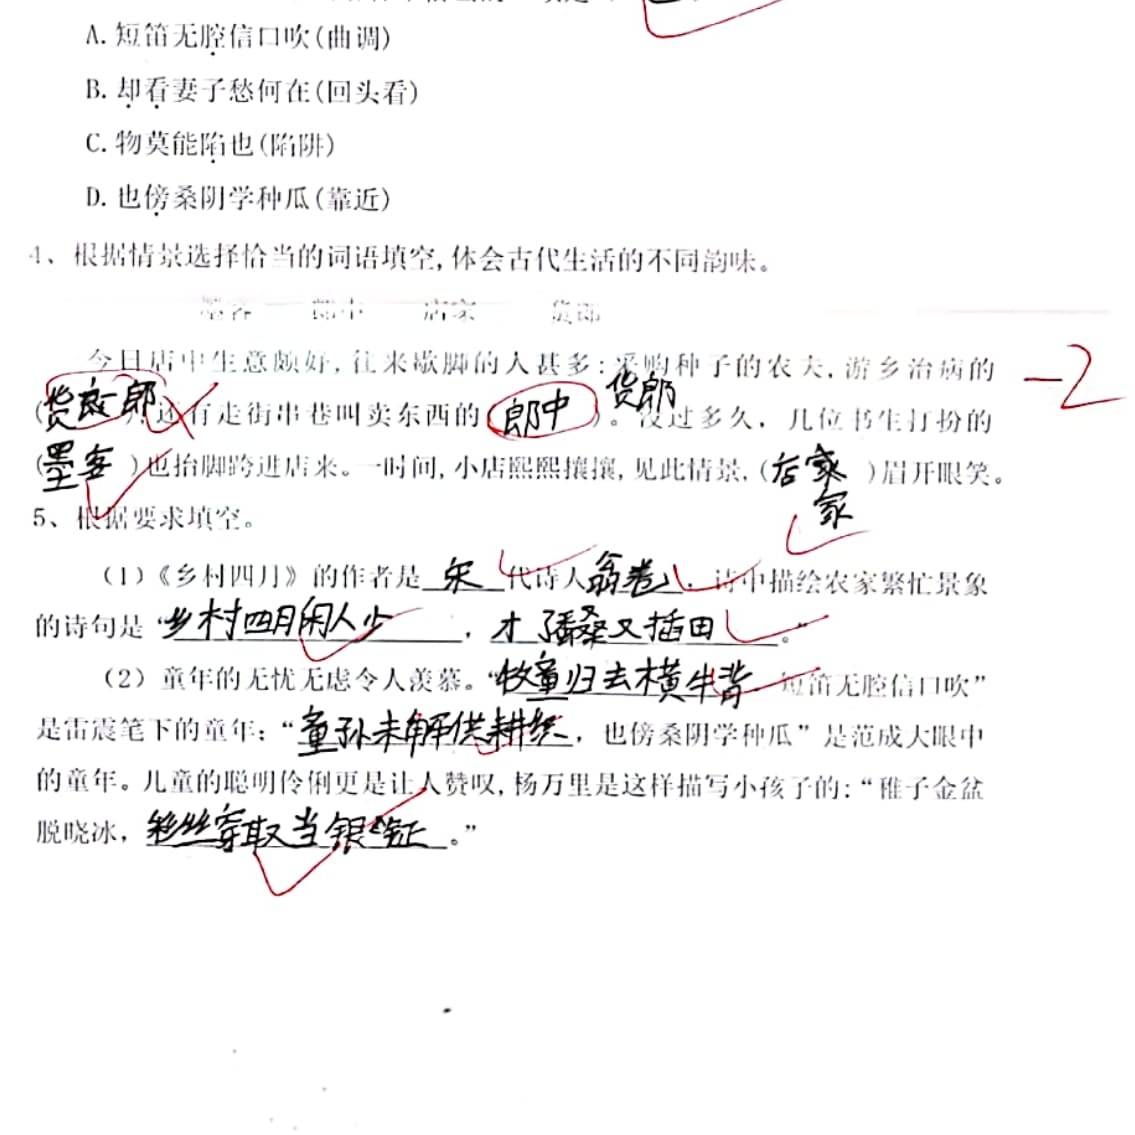 A. 短笛无腔信口吹(曲调)
B. 却看妻子愁何在(回头看)
C. 物莫能陷也(陷阱)
D. 也傍桑阴学种瓜(靠近)
4、根据情景选择恰当的词语填空,体会古代生活的不同韵味。
墨客 郎中 店家 货郎
今日店中生意颇好,往来歇脚的人甚多:采购种子的农夫,游乡治病的 -2
(货郎),还有走街串巷叫卖东西的(郎中)。货郎 没过多久,几位书生打扮的
(墨客)也抬脚跨进店来。一时间,小店熙熙攘攘,见此情景,(店家)眉开眼笑。
家
5、根据要求填空。
(1)《乡村四月》的作者是 宋 代诗人翁卷,诗中描绘农家繁忙景象
的诗句是“乡村四月闲人少,才 桑又插田。”
(2)童年的无忧无虑令人羡慕。“牧童归去横牛背,短笛无腔信口吹”
是雷震笔下的童年;“童孙未解供耕织,也傍桑阴学种瓜”是范成大眼中
的童年。儿童的聪明伶俐更是让人赞叹,杨万里是这样描写小孩子的:“稚子金盆
脱晓冰,彩丝穿取当银钲。”